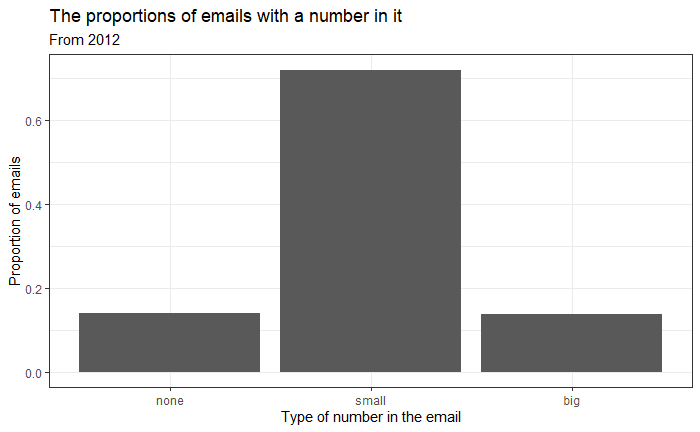 The proportions of emails with a number in it
From 2012
Proportion of emails
0.6
0.4
0.2
0.0
none small big
Type of number in the email